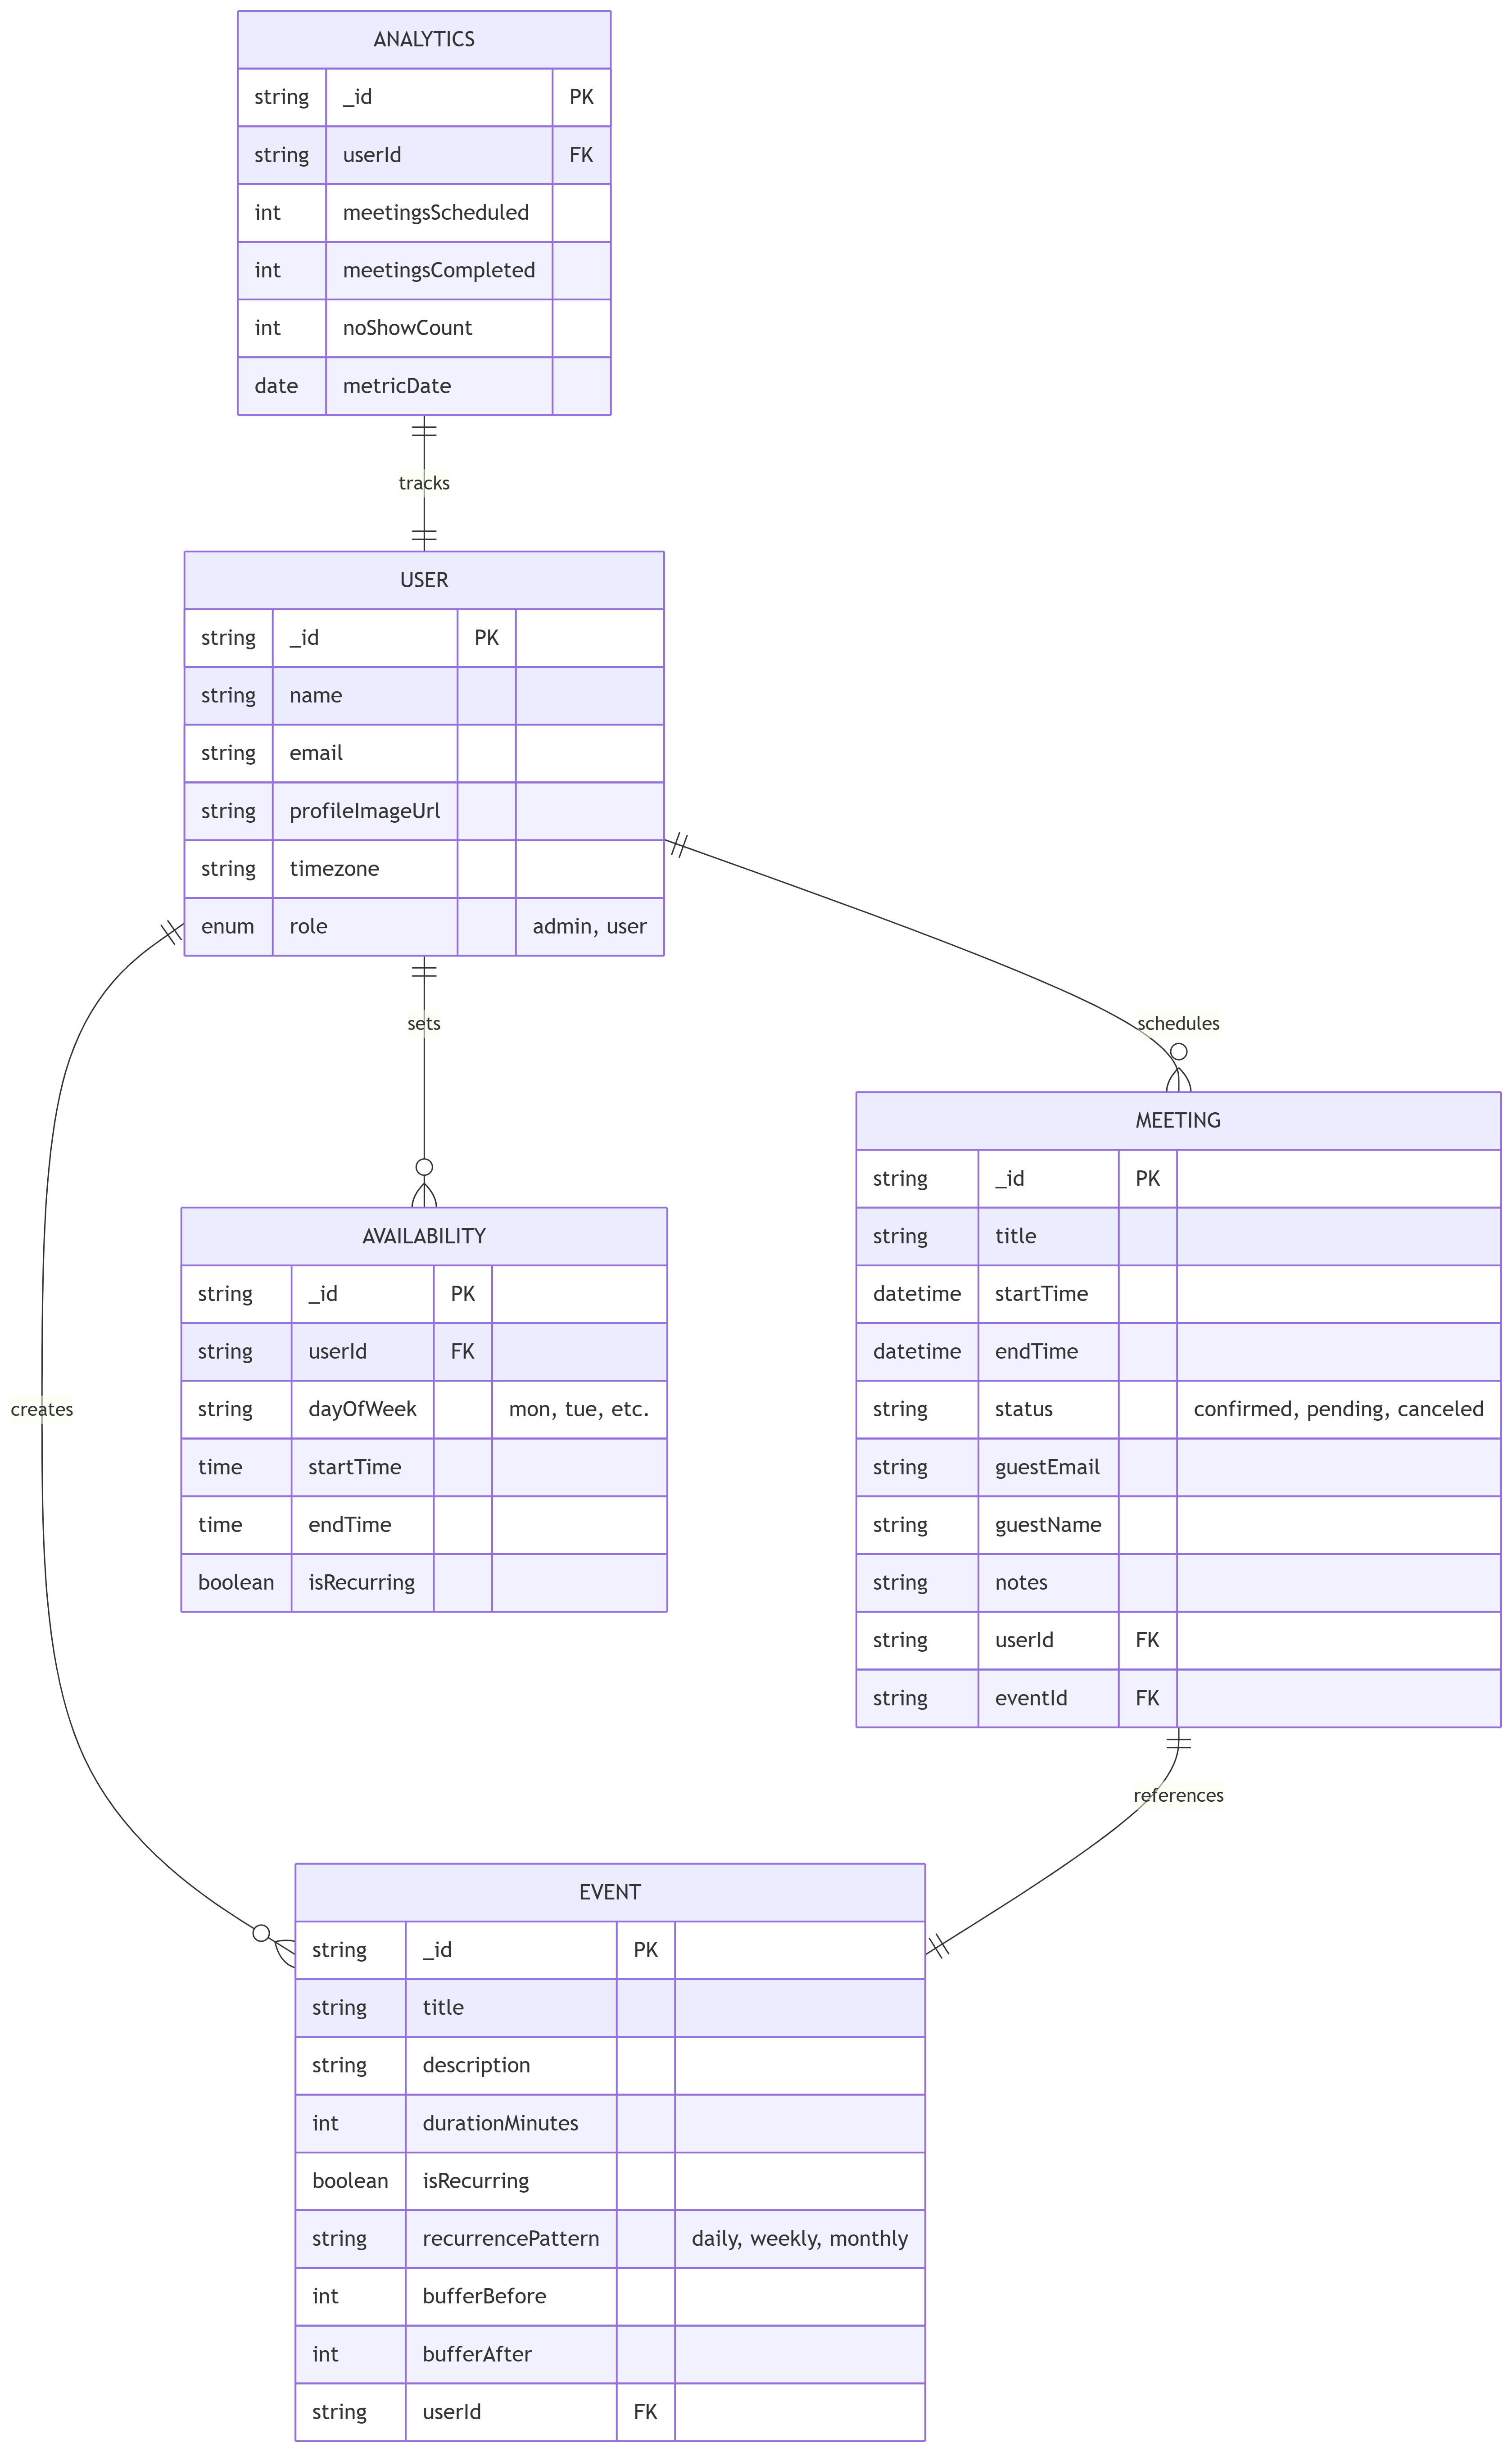 ANALYTICS
string _id PK
string userId FK
int meetingsScheduled
int meetingsCompleted
int noShowCount
date metricDate
tracks
USER
string _id PK
string name
string email
string profileImageUrl
string timezone
enum role admin, user
sets
schedules
MEETING
string _id PK
string title
datetime startTime
datetime endTime
string status confirmed, pending, canceled
string guestEmail
string guestName
string notes
string userId FK
string eventId FK
AVAILABILITY
string _id PK
string userId FK
string dayOfWeek mon, tue, etc.
time startTime
time endTime
boolean isRecurring
creates
references
EVENT
string _id PK
string title
string description
int durationMinutes
boolean isRecurring
string recurrencePattern daily, weekly, monthly
int bufferBefore
int bufferAfter
string userId FK